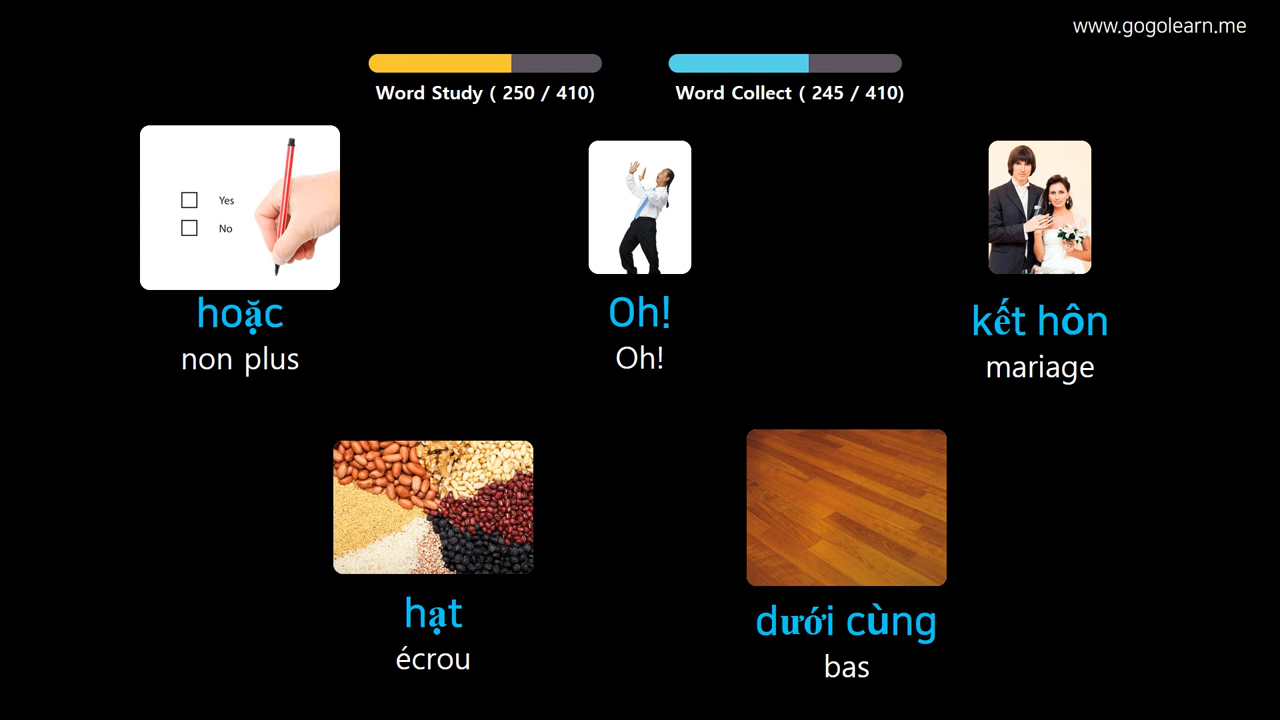 www.gogolearn.me
Word Study ( 250 / 410)
Word Collect ( 245 / 410)
Yes
No
hoặc
non plus
Oh!
Oh!
kết hôn
mariage
hạt
écrou
dưới cùng
bas